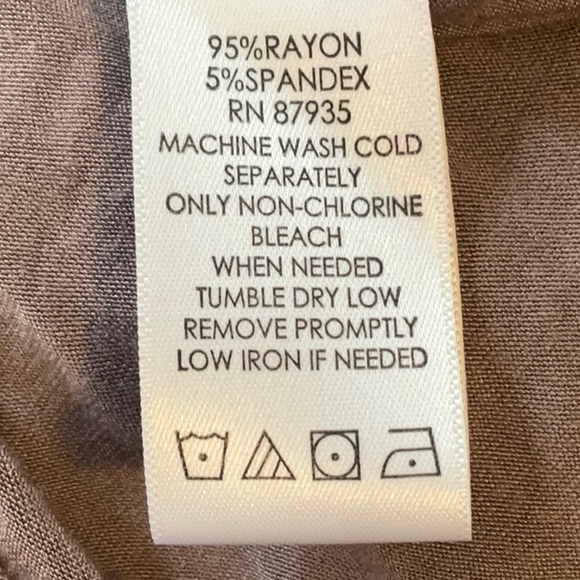 95%RAYON
5%SPANDEX
RN 87935
MACHINE WASH COLD
SEPARATELY
ONLY NON-CHLORINE
BLEACH
WHEN NEEDED
TUMBLE DRY LOW
REMOVE PROMPTLY
LOW IRON IF NEEDED